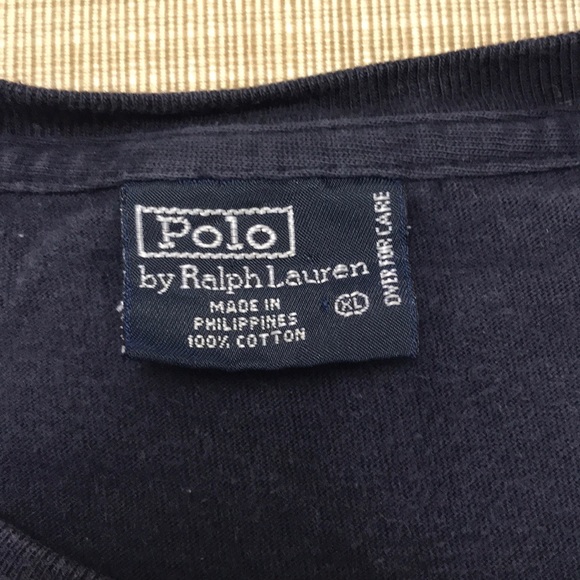 Polo
by Ralph Lauren
MADE IN
PHILIPPINES
100% COTTON
XL
OVER FOR CARE